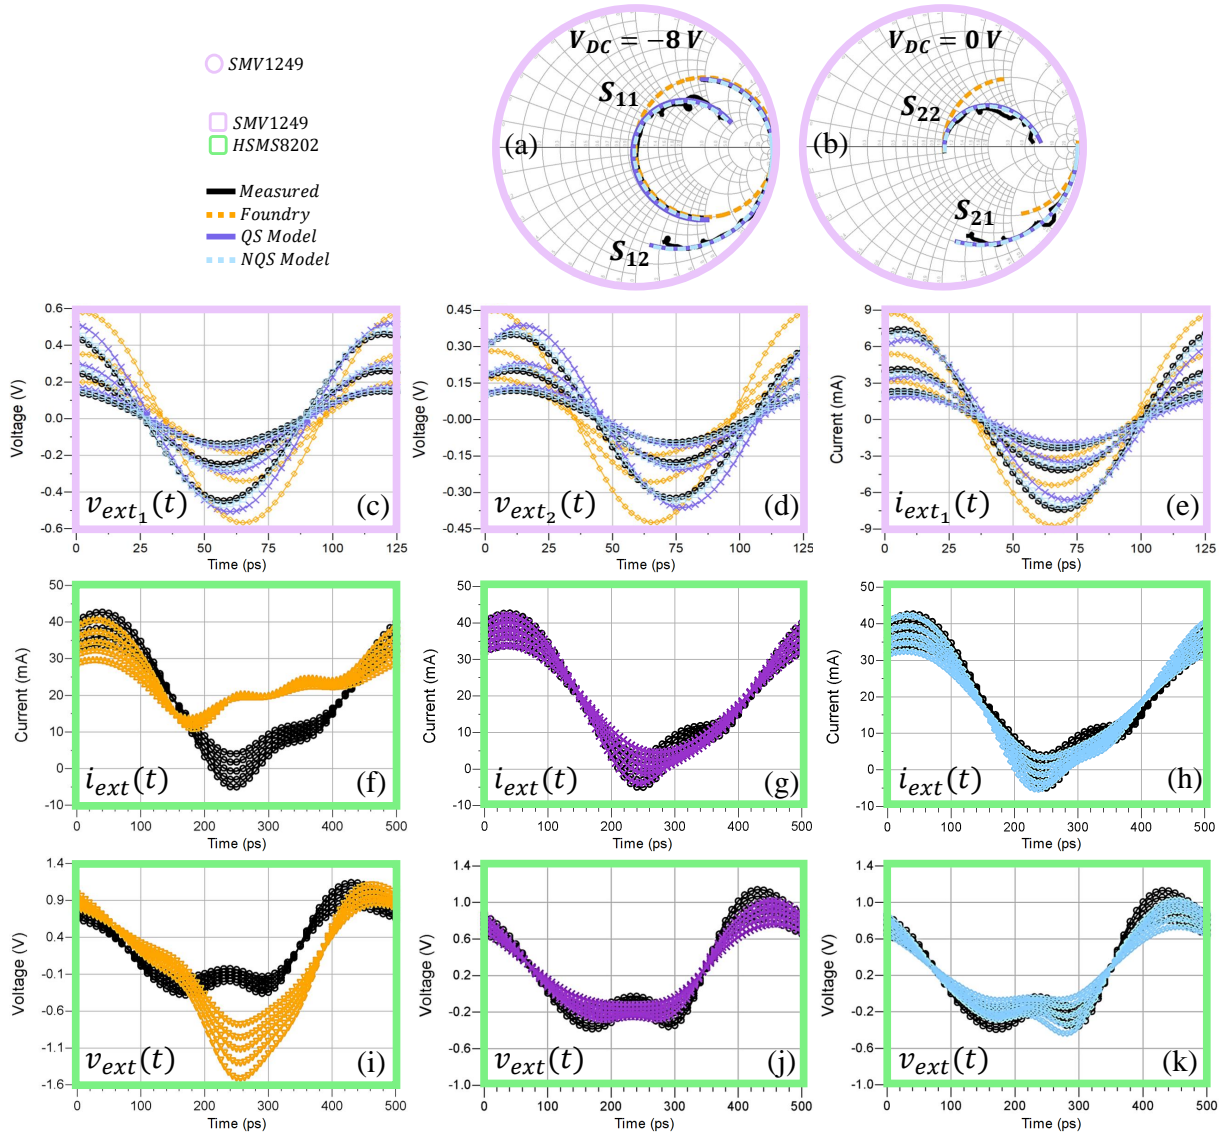 SMV1249
SMV1249
HSMS8202
Measured
Foundry
QS Model
NQS Model
V_DC = −8 V
S_11
(a)
S_12
V_DC = 0 V
S_22
(b)
S_21
0.6
0.4
0.2
0.0
-0.2
-0.4
-0.6
Voltage (V)
v_ext₁(t)
(c)
0 25 50 75 100 125
Time (ps)
0.45
0.30
0.15
0.00
-0.15
-0.30
-0.45
Voltage (V)
v_ext₂(t)
(d)
0 25 50 75 100 125
Time (ps)
9
6
3
0
-3
-6
-9
Current (mA)
i_ext₁(t)
(e)
0 25 50 75 100 125
Time (ps)
50
40
30
20
10
0
-10
Current (mA)
i_ext(t)
(f)
0 100 200 300 400 500
Time (ps)
50
40
30
20
10
0
-10
Current (mA)
i_ext(t)
(g)
0 100 200 300 400 500
Time (ps)
50
40
30
20
10
0
-10
Current (mA)
i_ext(t)
(h)
0 100 200 300 400 500
Time (ps)
1.4
0.9
0.4
-0.1
-0.6
-1.1
-1.6
Voltage (V)
v_ext(t)
(i)
0 100 200 300 400 500
Time (ps)
1.4
1.0
0.6
0.2
-0.2
-0.6
-1.0
Voltage (V)
v_ext(t)
(j)
0 100 200 300 400 500
Time (ps)
1.4
1.0
0.6
0.2
-0.2
-0.6
-1.0
Voltage (V)
v_ext(t)
(k)
0 100 200 300 400 500
Time (ps)